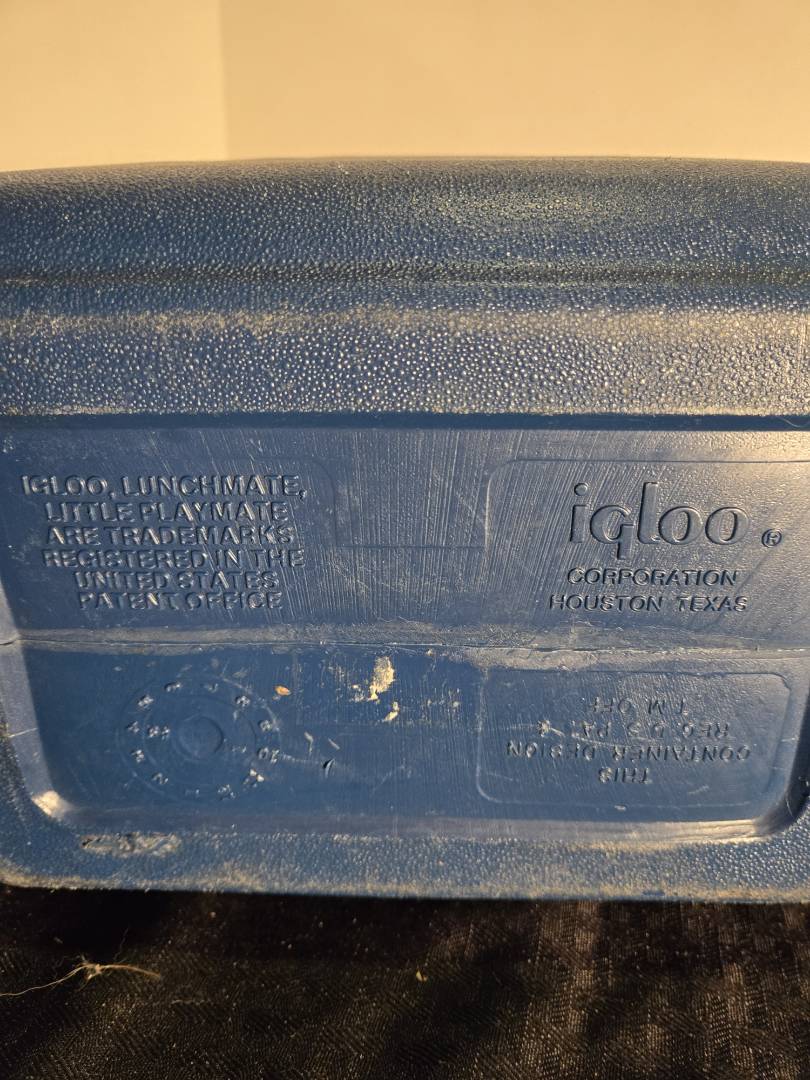 IGLOO, LUNCHMATE,
LITTLE PLAYMATE
ARE TRADEMARKS
REGISTERED IN THE
UNITED STATES
PATENT OFFICE
igloo ®
CORPORATION
HOUSTON TEXAS
THIS
CONTAINER DESIGN
REG. U.S. PAT. &
T M OFF.